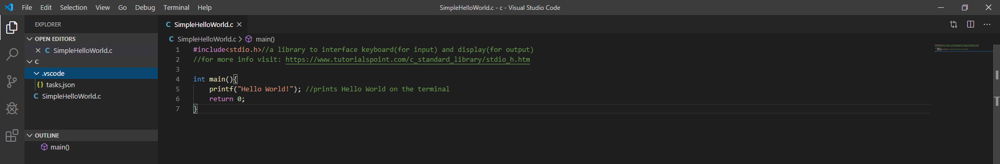 File Edit Selection View Go Debug Terminal Help SimpleHelloWorld.c - c - Visual Studio Code
EXPLORER
OPEN EDITORS
SimpleHelloWorld.c
C
.vscode
tasks.json
SimpleHelloWorld.c
OUTLINE
main()
SimpleHelloWorld.c
SimpleHelloWorld.c > main()
1 #include<stdio.h>//a library to interface keyboard(for input) and display(for output)
2 //for more info visit: https://www.tutorialspoint.com/c_standard_library/stdio_h.htm
3
4 int main(){
5 printf("Hello World!"); //prints Hello World on the terminal
6 return 0;
7 }